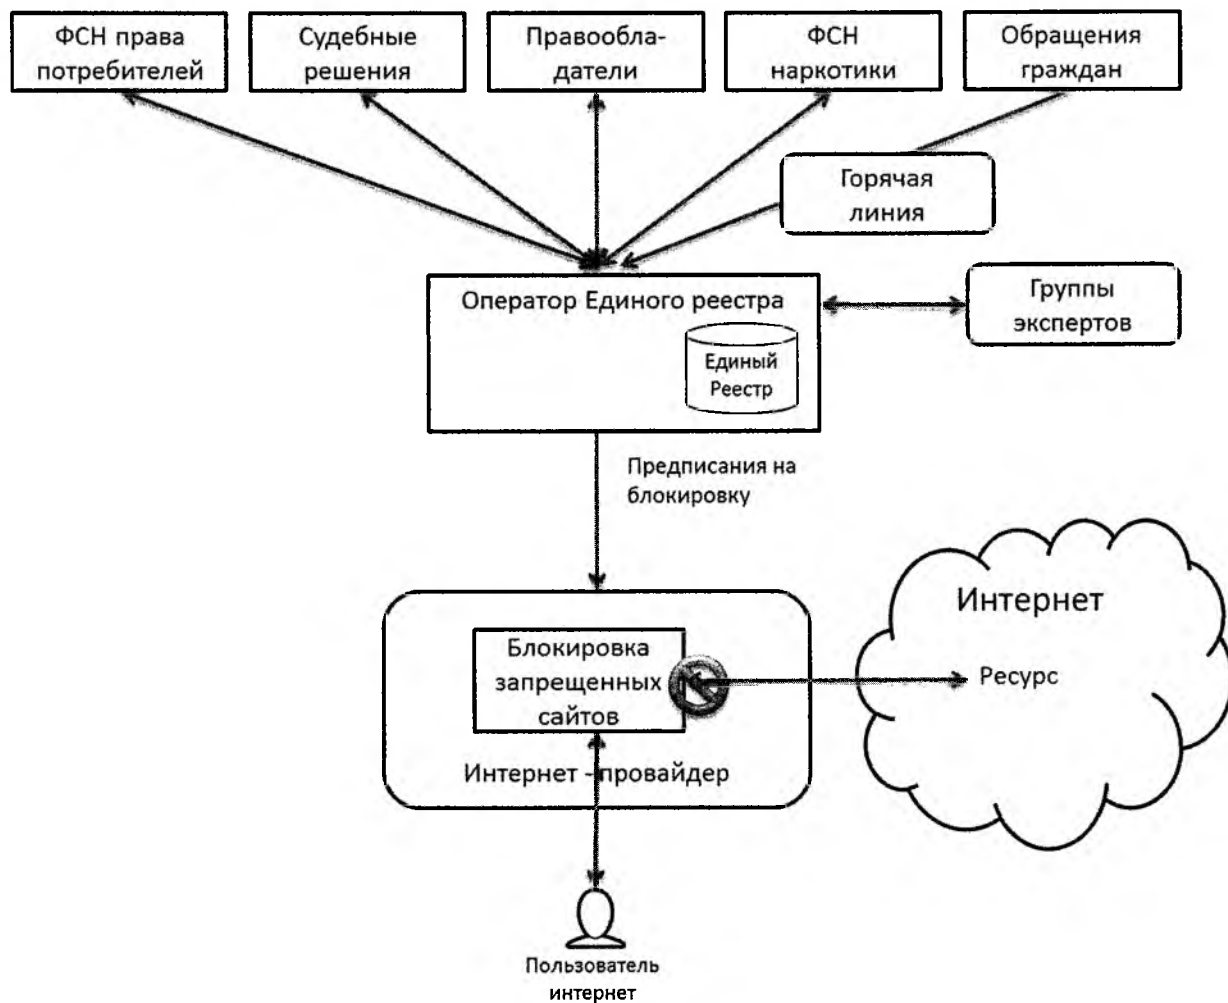 ФСН права
потребителей
Судебные
решения
Правообла-
датели
ФСН
наркотики
Обращения
граждан
Горячая
линия
Оператор Единого реестра
Группы
экспертов
Единый
Реестр
Предписания на
блокировку
Интернет
Блокировка
запрещенных
сайтов
Ресурс
Интернет - провайдер
Пользователь
интернет